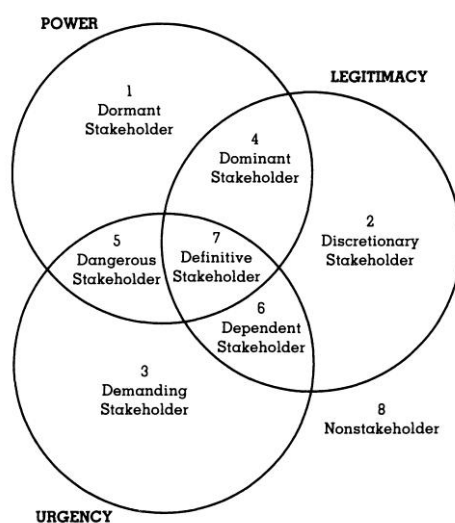 POWER
1
Dormant
Stakeholder
LEGITIMACY
4
Dominant
Stakeholder
2
Discretionary
Stakeholder
5
Dangerous
Stakeholder
7
Definitive
Stakeholder
6
Dependent
Stakeholder
3
Demanding
Stakeholder
8
Nonstakeholder
URGENCY